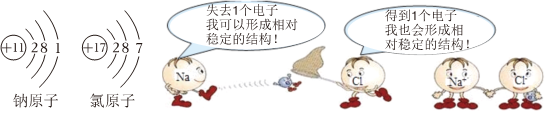 +11 2 8 1
钠原子
+17 2 8 7
氯原子
失去1个电子
我可以形成相对
稳定的结构！
Na
得到1个电子
我也会形成相
对稳定的结构！
Cl
Na⁺
Cl⁻